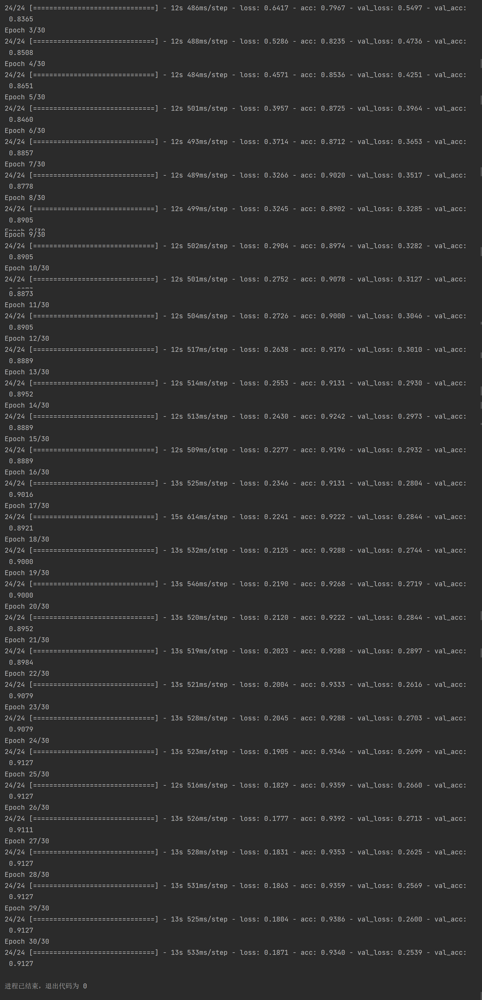 24/24 [==============================] - 12s 486ms/step - loss: 0.6417 - acc: 0.7967 - val_loss: 0.5497 - val_acc:
0.8365
Epoch 3/30
24/24 [==============================] - 12s 488ms/step - loss: 0.5286 - acc: 0.8235 - val_loss: 0.4736 - val_acc:
0.8508
Epoch 4/30
24/24 [==============================] - 12s 484ms/step - loss: 0.4571 - acc: 0.8536 - val_loss: 0.4251 - val_acc:
0.8651
Epoch 5/30
24/24 [==============================] - 12s 501ms/step - loss: 0.3957 - acc: 0.8725 - val_loss: 0.3964 - val_acc:
0.8460
Epoch 6/30
24/24 [==============================] - 12s 493ms/step - loss: 0.3714 - acc: 0.8712 - val_loss: 0.3653 - val_acc:
0.8857
Epoch 7/30
24/24 [==============================] - 12s 489ms/step - loss: 0.3266 - acc: 0.9020 - val_loss: 0.3517 - val_acc:
0.8778
Epoch 8/30
24/24 [==============================] - 12s 499ms/step - loss: 0.3245 - acc: 0.8902 - val_loss: 0.3285 - val_acc:
0.8905
Epoch 9/30
24/24 [==============================] - 12s 502ms/step - loss: 0.2904 - acc: 0.8974 - val_loss: 0.3282 - val_acc:
0.8905
Epoch 10/30
24/24 [==============================] - 12s 501ms/step - loss: 0.2752 - acc: 0.9078 - val_loss: 0.3127 - val_acc:
0.8873
Epoch 11/30
24/24 [==============================] - 12s 504ms/step - loss: 0.2726 - acc: 0.9000 - val_loss: 0.3046 - val_acc:
0.8905
Epoch 12/30
24/24 [==============================] - 12s 517ms/step - loss: 0.2638 - acc: 0.9176 - val_loss: 0.3010 - val_acc:
0.8889
Epoch 13/30
24/24 [==============================] - 12s 514ms/step - loss: 0.2553 - acc: 0.9131 - val_loss: 0.2930 - val_acc:
0.8952
Epoch 14/30
24/24 [==============================] - 12s 513ms/step - loss: 0.2430 - acc: 0.9242 - val_loss: 0.2973 - val_acc:
0.8889
Epoch 15/30
24/24 [==============================] - 12s 509ms/step - loss: 0.2277 - acc: 0.9196 - val_loss: 0.2932 - val_acc:
0.8889
Epoch 16/30
24/24 [==============================] - 13s 525ms/step - loss: 0.2346 - acc: 0.9131 - val_loss: 0.2804 - val_acc:
0.9016
Epoch 17/30
24/24 [==============================] - 15s 614ms/step - loss: 0.2241 - acc: 0.9222 - val_loss: 0.2844 - val_acc:
0.8921
Epoch 18/30
24/24 [==============================] - 13s 532ms/step - loss: 0.2125 - acc: 0.9288 - val_loss: 0.2744 - val_acc:
0.9000
Epoch 19/30
24/24 [==============================] - 13s 546ms/step - loss: 0.2190 - acc: 0.9268 - val_loss: 0.2719 - val_acc:
0.9000
Epoch 20/30
24/24 [==============================] - 13s 520ms/step - loss: 0.2120 - acc: 0.9222 - val_loss: 0.2844 - val_acc:
0.8952
Epoch 21/30
24/24 [==============================] - 13s 519ms/step - loss: 0.2023 - acc: 0.9288 - val_loss: 0.2897 - val_acc:
0.8984
Epoch 22/30
24/24 [==============================] - 13s 521ms/step - loss: 0.2004 - acc: 0.9333 - val_loss: 0.2616 - val_acc:
0.9079
Epoch 23/30
24/24 [==============================] - 13s 528ms/step - loss: 0.2045 - acc: 0.9288 - val_loss: 0.2703 - val_acc:
0.9079
Epoch 24/30
24/24 [==============================] - 13s 523ms/step - loss: 0.1905 - acc: 0.9346 - val_loss: 0.2699 - val_acc:
0.9127
Epoch 25/30
24/24 [==============================] - 12s 516ms/step - loss: 0.1829 - acc: 0.9359 - val_loss: 0.2660 - val_acc:
0.9127
Epoch 26/30
24/24 [==============================] - 13s 526ms/step - loss: 0.1777 - acc: 0.9392 - val_loss: 0.2713 - val_acc:
0.9111
Epoch 27/30
24/24 [==============================] - 13s 528ms/step - loss: 0.1831 - acc: 0.9353 - val_loss: 0.2625 - val_acc:
0.9127
Epoch 28/30
24/24 [==============================] - 13s 531ms/step - loss: 0.1863 - acc: 0.9359 - val_loss: 0.2569 - val_acc:
0.9127
Epoch 29/30
24/24 [==============================] - 13s 525ms/step - loss: 0.1804 - acc: 0.9386 - val_loss: 0.2600 - val_acc:
0.9127
Epoch 30/30
24/24 [==============================] - 13s 533ms/step - loss: 0.1871 - acc: 0.9340 - val_loss: 0.2539 - val_acc:
0.9127
进程已结束，退出代码为 0